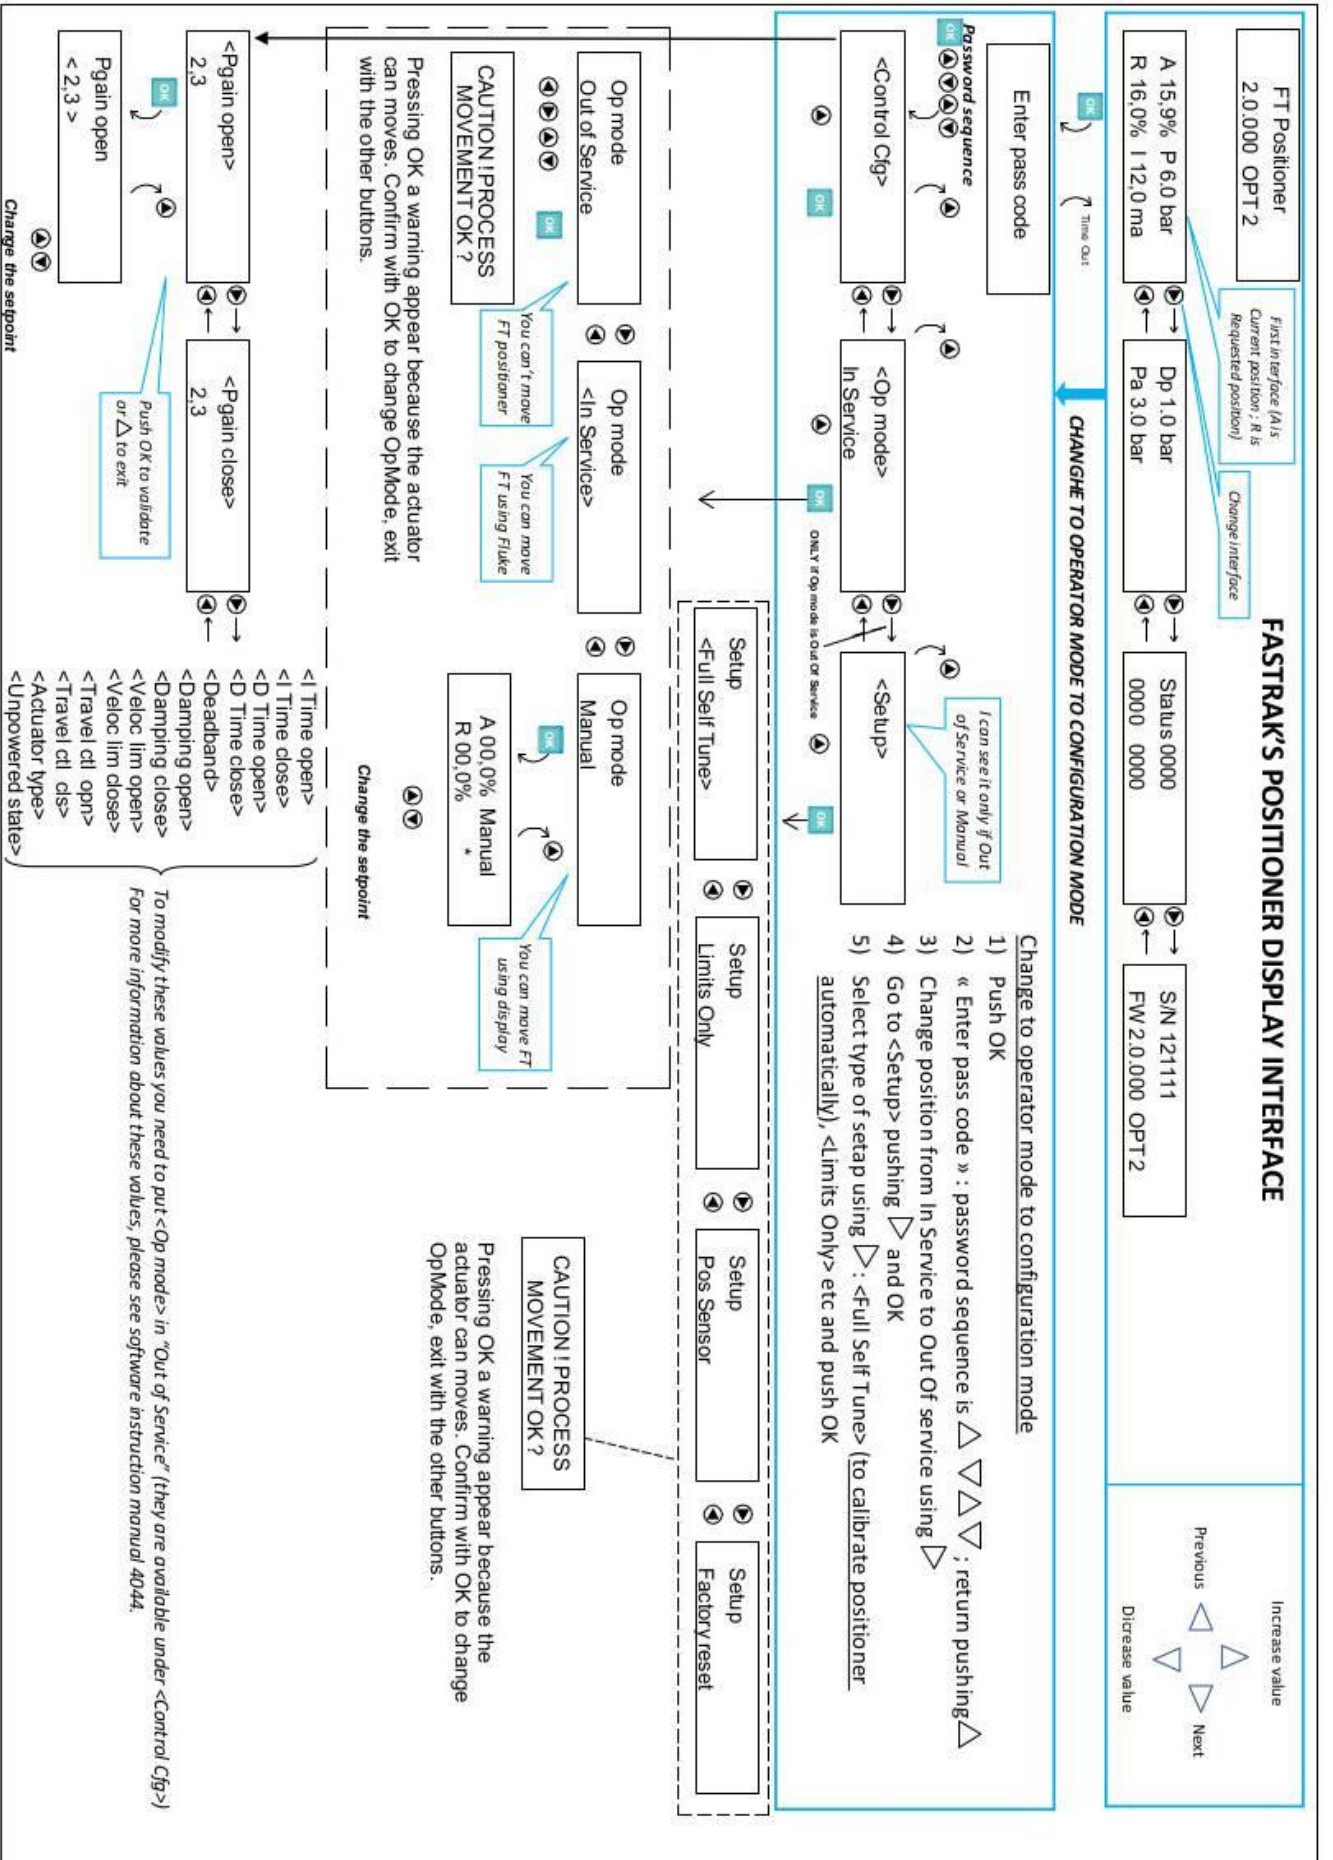 FASTRAK'S POSITIONER DISPLAY INTERFACE
FT Positioner
2.0.000 OPT 2
First interface (A is
Current position ; R is
Requested position)
Change interface
Increase value
Previous
Next
Dicrease value
A 15,9% P 6.0 bar
R 16,0% I 12,0 ma
Dp 1.0 bar
Pa 3.0 bar
Status 0000
0000 0000
S/N 121111
FW 2.0.000 OPT 2
OK
Time Out
CHANGHE TO OPERATOR MODE TO CONFIGURATION MODE
Enter pass code
Password sequence
OK
I can see it only if Out
of Service or Manual
<Control Cfg>
<Op mode>
In Service
<Setup>
OK
OK
ONLY if Op mode is Out Of Service
OK
Change to operator mode to configuration mode
1) Push OK
2) « Enter pass code » : password sequence is △ ▽ △ ▽ ; return pushing △
3) Change position from In Service to Out Of service using ▷
4) Go to <Setup> pushing ▷ and OK
5) Select type of setap using ▷ : <Full Self Tune> (to calibrate positioner
automatically), <Limits Only> etc and push OK
Setup
<Full Self Tune>
Setup
Limits Only
Setup
Pos Sensor
Setup
Factory reset
Op mode
Out of Service
Op mode
<In Service>
Op mode
Manual
OK
You can't move
FT positioner
You can move
FT using Fluke
OK
You can move FT
using display
CAUTION ! PROCESS
MOVEMENT OK ?
A 00,0% Manual
R 00,0% *
Change the setpoint
Pressing OK a warning appear because the actuator
can moves. Confirm with OK to change OpMode, exit
with the other buttons.
CAUTION ! PROCESS
MOVEMENT OK ?
Pressing OK a warning appear because the
actuator can moves. Confirm with OK to change
OpMode, exit with the other buttons.
<Pgain open>
2,3
<Pgain close>
2,3
OK
Push OK to validate
or △ to exit
Pgain open
< 2,3 >
Change the setpoint
<I Time open>
<I Time close>
<D Time open>
<D Time close>
<Deadband>
<Damping open>
<Damping close>
<Veloc lim open>
<Veloc lim close>
<Travel ctl opn>
<Travel ctl cls>
<Actuator type>
<Unpowered state>
To modify these values you need to put <Op mode> in "Out of Service" (they are available under <Control Cfg>)
For more information about these values, please see software instruction manual 4044.